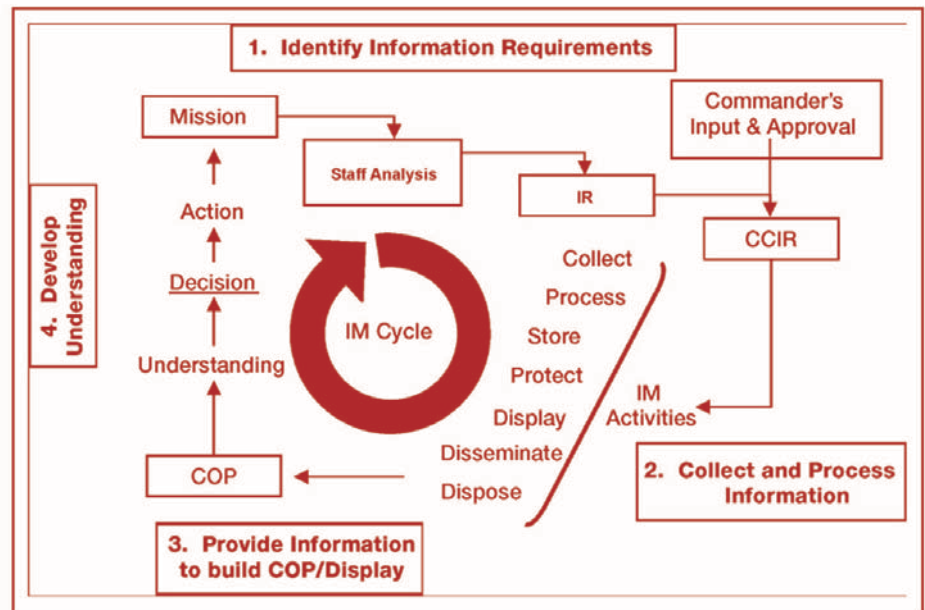 1. Identify Information Requirements
Mission
Staff Analysis
IR
Commander's
Input & Approval
CCIR
4. Develop
Understanding
Action
Decision
Understanding
COP
IM Cycle
Collect
Process
Store
Protect
Display
Disseminate
Dispose
IM
Activities
2. Collect and Process
Information
3. Provide Information
to build COP/Display